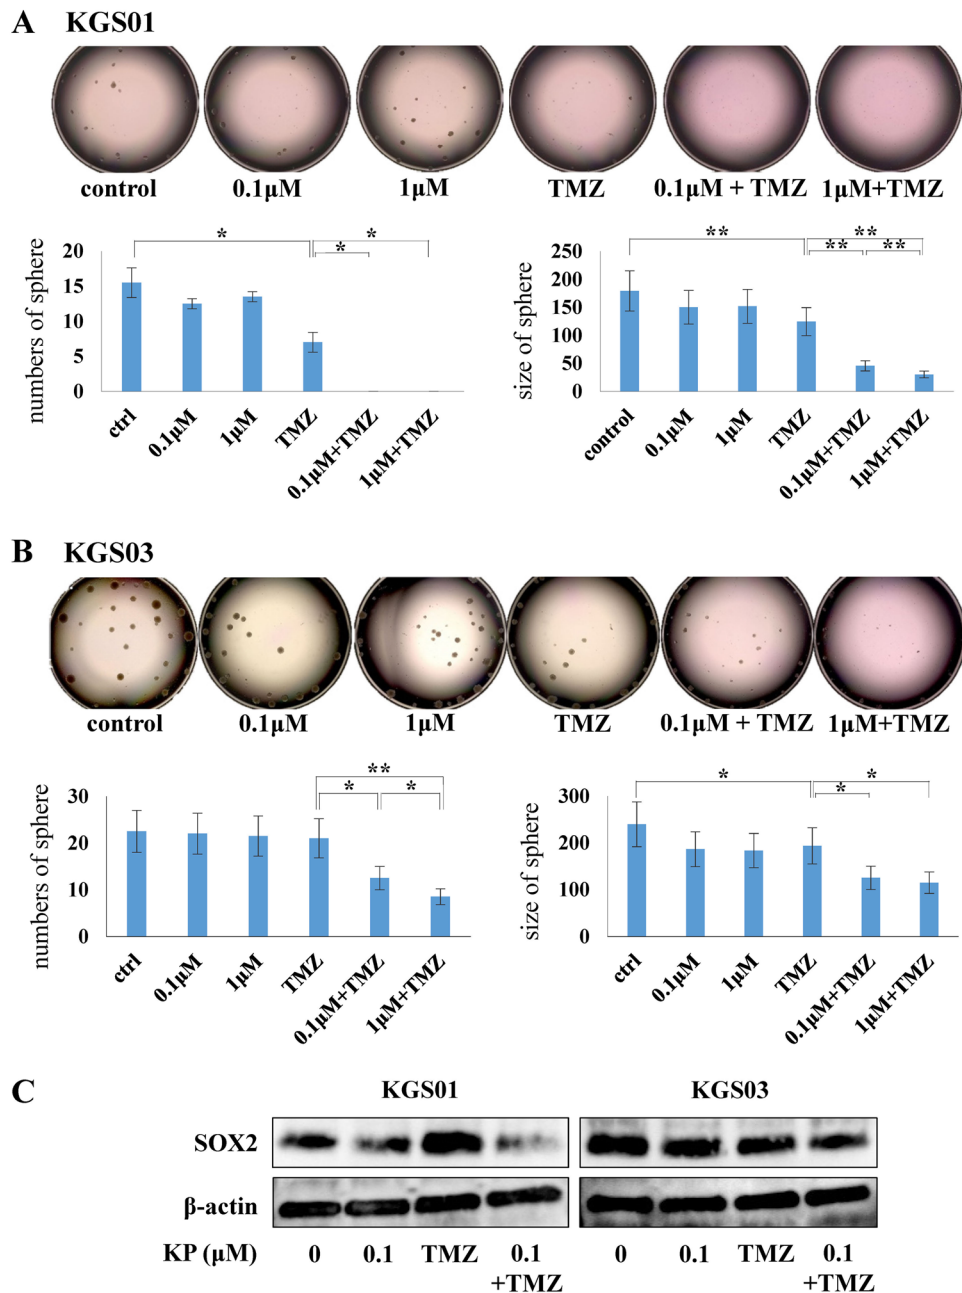 A KGS01
control 0.1μM 1μM TMZ 0.1μM + TMZ 1μM+TMZ
numbers of sphere
20
15
10
5
0
* * *
ctrl 0.1μM 1μM TMZ 0.1μM+TMZ 1μM+TMZ
size of sphere
250
200
150
100
50
0
** ** ** **
control 0.1μM 1μM TMZ 0.1μM+TMZ 1μM+TMZ
B KGS03
control 0.1μM 1μM TMZ 0.1μM + TMZ 1μM+TMZ
numbers of sphere
30
20
10
0
** * *
ctrl 0.1μM 1μM TMZ 0.1μM+TMZ 1μM+TMZ
size of sphere
300
200
100
0
* * *
ctrl 0.1μM 1μM TMZ 0.1μM+TMZ 1μM+TMZ
C KGS01 KGS03
SOX2
β-actin
KP (μM) 0 0.1 TMZ 0.1 0 0.1 TMZ 0.1
+TMZ +TMZ